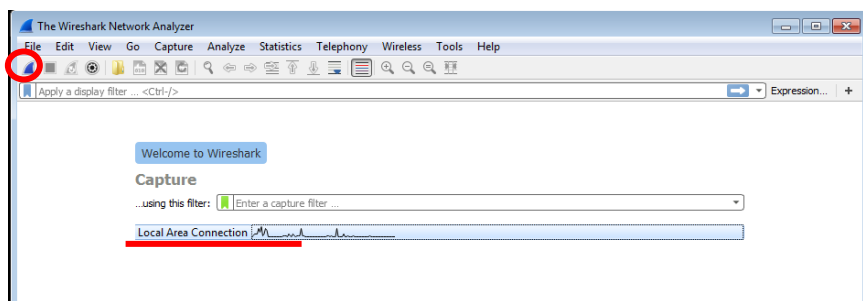 The Wireshark Network Analyzer
File Edit View Go Capture Analyze Statistics Telephony Wireless Tools Help
Apply a display filter ... <Ctrl-/> Expression... +
Welcome to Wireshark
Capture
...using this filter: Enter a capture filter ...
Local Area Connection